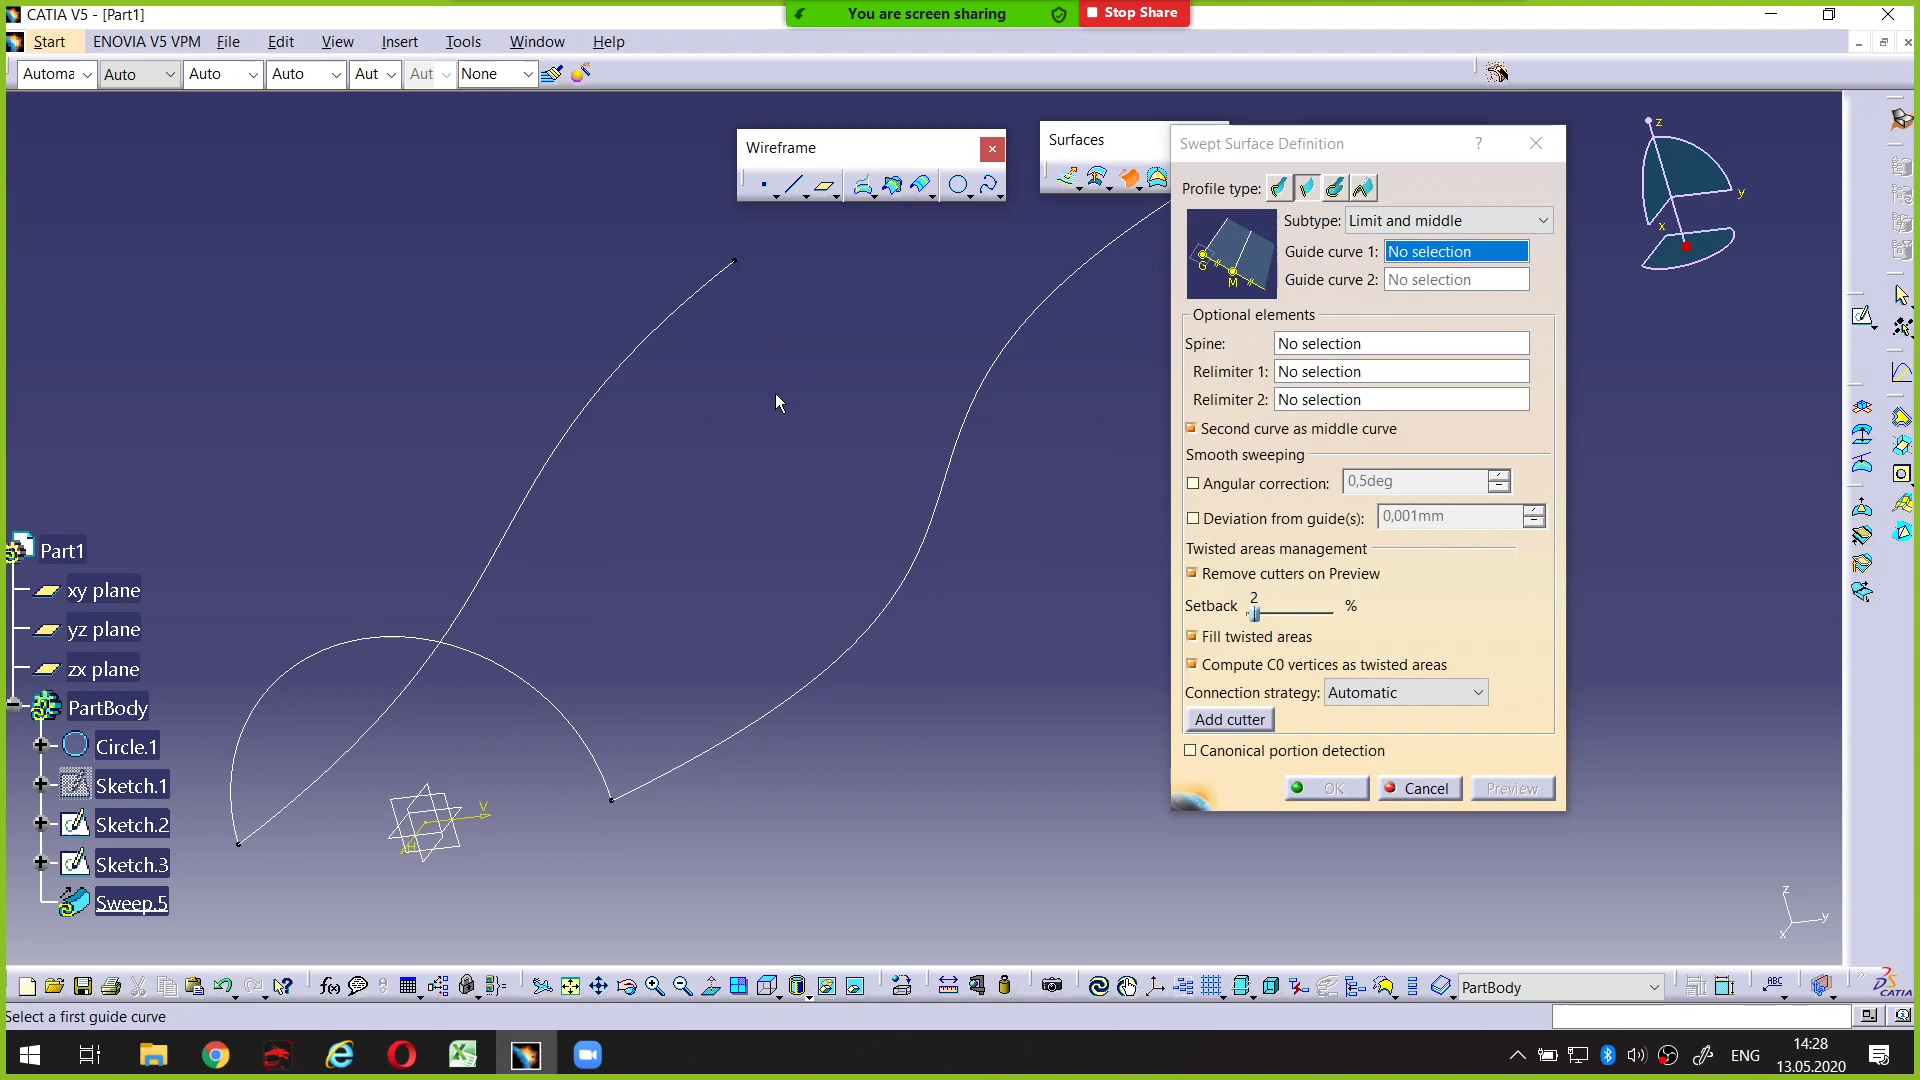 CATIA V5 - [Part1]
You are screen sharing
Stop Share
Start
ENOVIA V5 VPM
File
Edit
View
Insert
Tools
Window
Help
Automa
Auto
Auto
Auto
Aut
Aut
None
Wireframe
Surfaces
Swept Surface Definition
?
Profile type:
Subtype:
Limit and middle
Guide curve 1:
No selection
Guide curve 2:
No selection
G
M
Optional elements
Spine:
No selection
Relimiter 1:
No selection
Relimiter 2:
No selection
Second curve as middle curve
Smooth sweeping
Angular correction:
0,5deg
Deviation from guide(s):
0,001mm
Twisted areas management
Remove cutters on Preview
Setback
2
%
Fill twisted areas
Compute C0 vertices as twisted areas
Connection strategy:
Automatic
Add cutter
Canonical portion detection
OK
Cancel
Preview
z
y
x
Part1
xy plane
yz plane
zx plane
PartBody
Circle.1
Sketch.1
Sketch.2
Sketch.3
Sweep.5
V
H
z
y
x
PartBody
ABC
CATIA
Select a first guide curve
ENG
14:28
13.05.2020